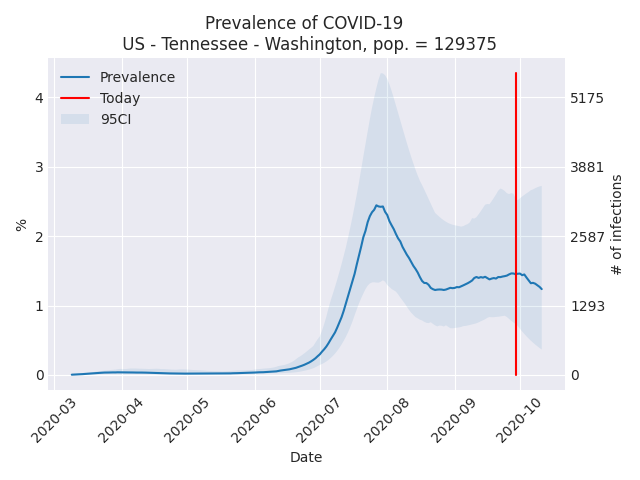 Prevalence of COVID-19
US - Tennessee - Washington, pop. = 129375
Prevalence
Today
95CI
%
4
3
2
1
0
5175
3881
2587
1293
0
# of infections
2020-03
2020-04
2020-05
2020-06
2020-07
2020-08
2020-09
2020-10
Date